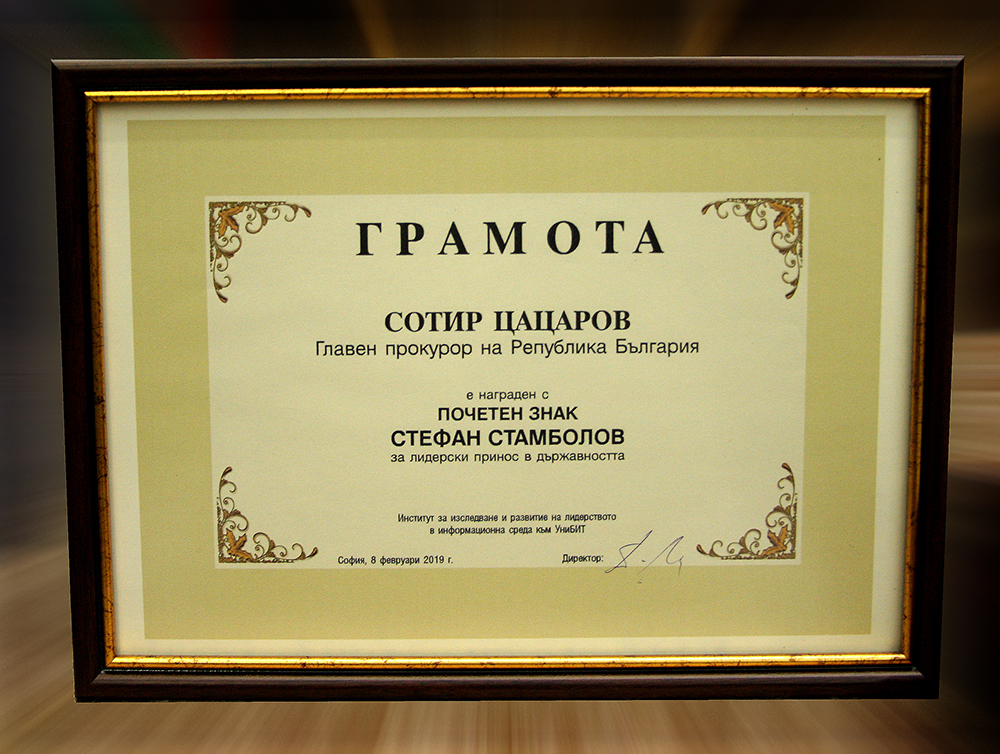 ГРАМОТА
СОТИР ЦАЦАРОВ
Главен прокурор на Република България
е награден с
ПОЧЕТЕН ЗНАК
СТЕФАН СТАМБОЛОВ
за лидерски принос в държавността
Институт за изследване и развитие на лидерството
в информационна среда към УниБИТ
София, 8 февруари 2019 г.
Директор: